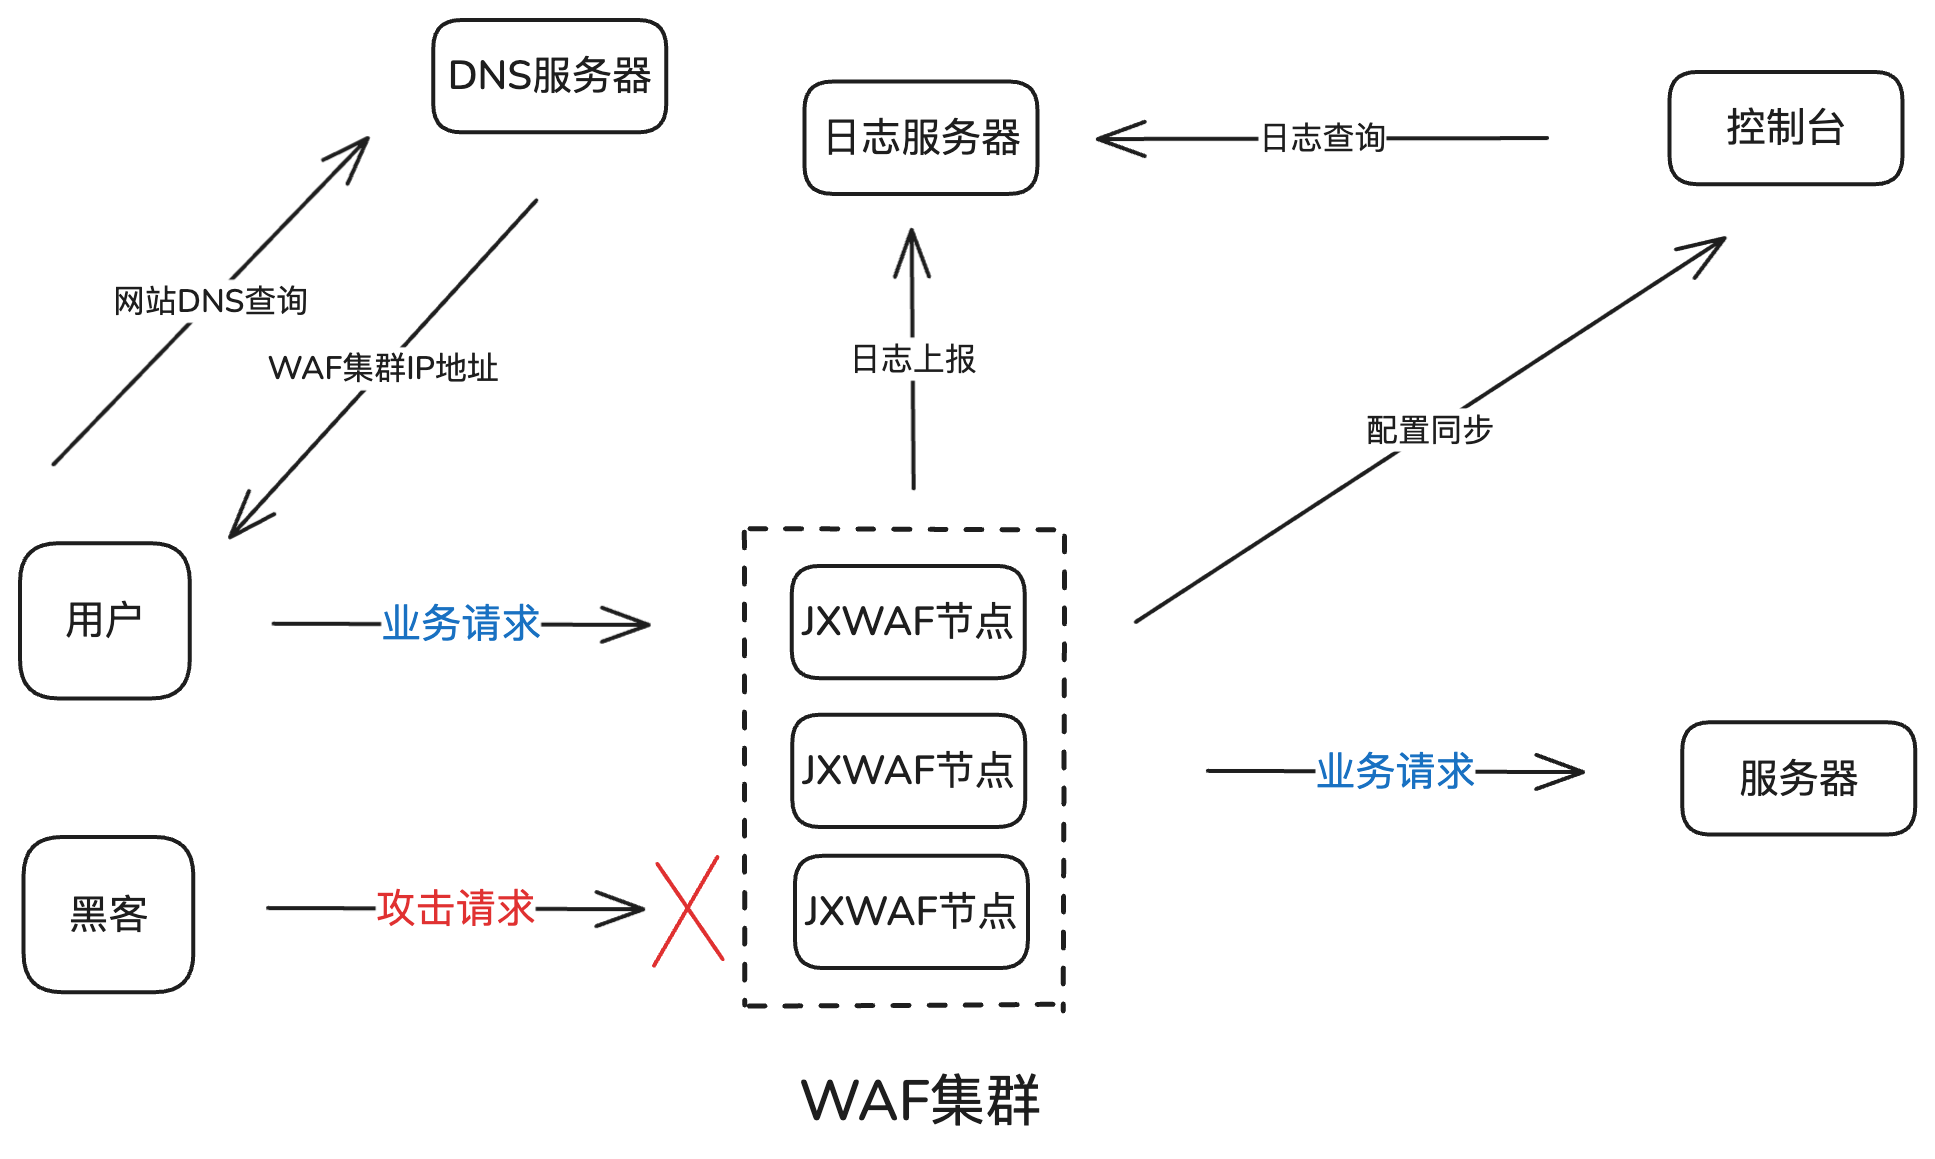 DNS服务器
日志服务器
日志查询
控制台
网站DNS查询
WAF集群IP地址
日志上报
配置同步
用户
业务请求
JXWAF节点
JXWAF节点
业务请求
服务器
黑客
攻击请求
JXWAF节点
WAF集群